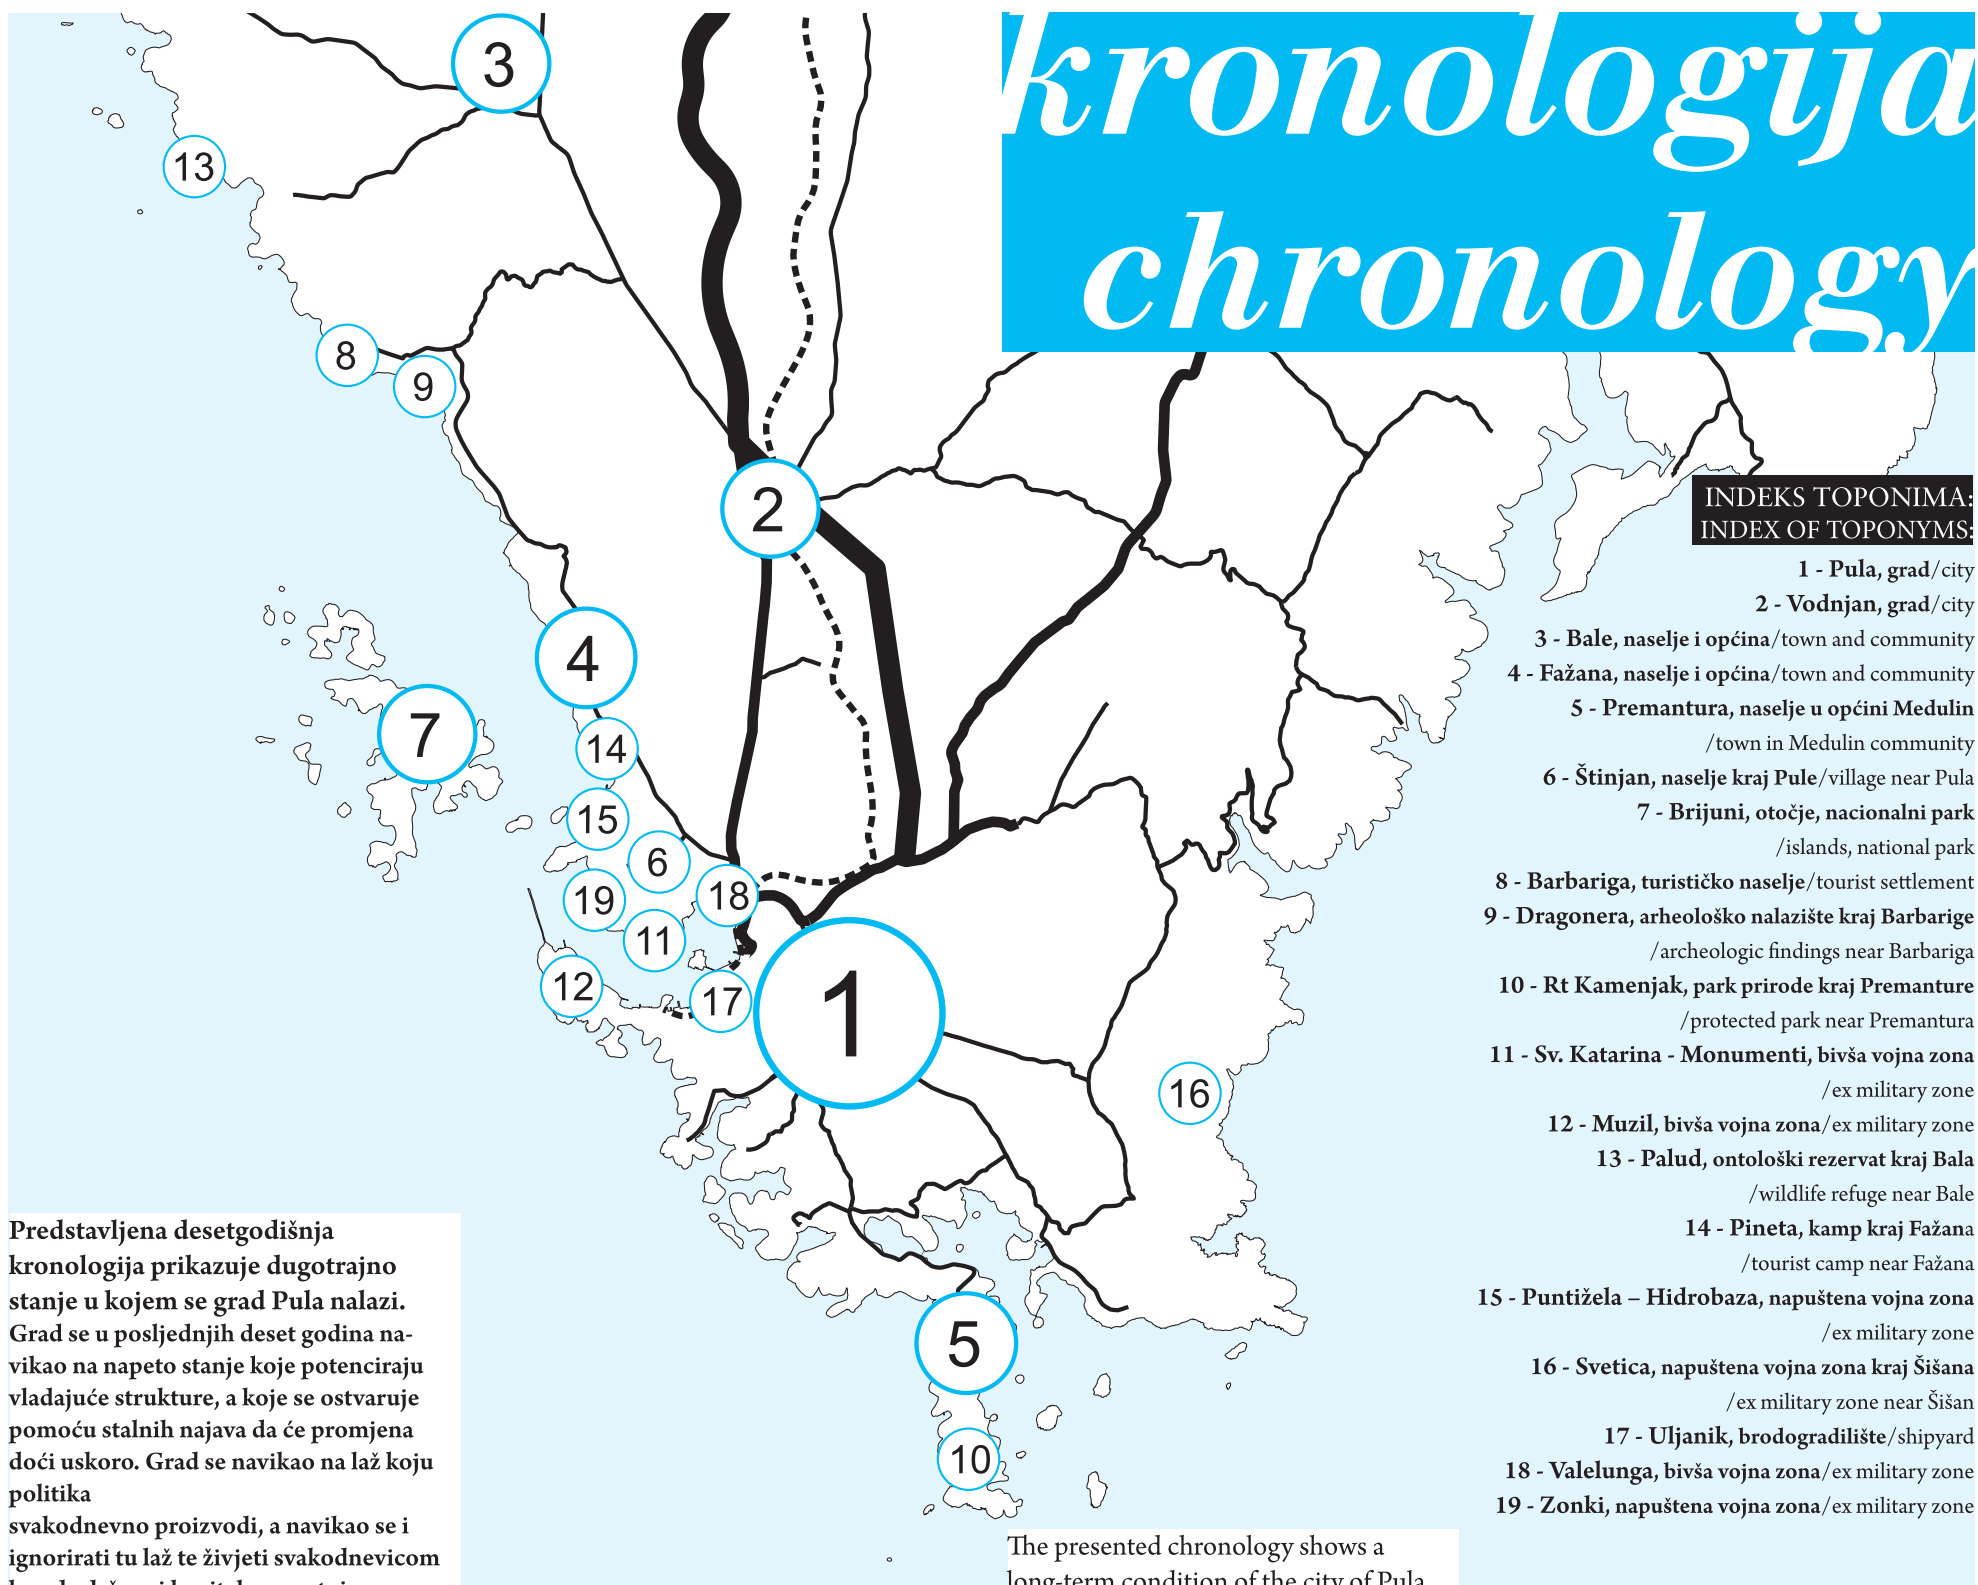 kronologija
chronology
3
13
8
9
2
4
7
14
15
6
18
19
11
12
17
1
16
5
10
INDEKS TOPONIMA:
INDEX OF TOPONYMS:
1 - Pula, grad/city
2 - Vodnjan, grad/city
3 - Bale, naselje i općina/town and community
4 - Fažana, naselje i općina/town and community
5 - Premantura, naselje u općini Medulin
/town in Medulin community
6 - Štinjan, naselje kraj Pule/village near Pula
7 - Brijuni, otočje, nacionalni park
/islands, national park
8 - Barbariga, turističko naselje/tourist settlement
9 - Dragonera, arheološko nalazište kraj Barbarige
/archeologic findings near Barbariga
10 - Rt Kamenjak, park prirode kraj Premanture
/protected park near Premantura
11 - Sv. Katarina - Monumenti, bivša vojna zona
/ex military zone
12 - Muzil, bivša vojna zona/ex military zone
13 - Palud, ontološki rezervat kraj Bala
/wildlife refuge near Bale
14 - Pineta, kamp kraj Fažana
/tourist camp near Fažana
15 - Puntižela – Hidrobaza, napuštena vojna zona
/ex military zone
16 - Svetica, napuštena vojna zona kraj Šišana
/ex military zone near Šišan
17 - Uljanik, brodogradilište/shipyard
18 - Valelunga, bivša vojna zona/ex military zone
19 - Zonki, napuštena vojna zona/ex military zone
Predstavljena desetgodišnja
kronologija prikazuje dugotrajno
stanje u kojem se grad Pula nalazi.
Grad se u posljednjih deset godina na-
vikao na napeto stanje koje potenciraju
vladajuće strukture, a koje se ostvaruje
pomoću stalnih najava da će promjena
doći uskoro. Grad se navikao na laž koju
politika
svakodnevno proizvodi, a navikao se i
ignorirati tu laž te živjeti svakodnevicom
The presented chronology shows a
long-term condition of the city of Pula